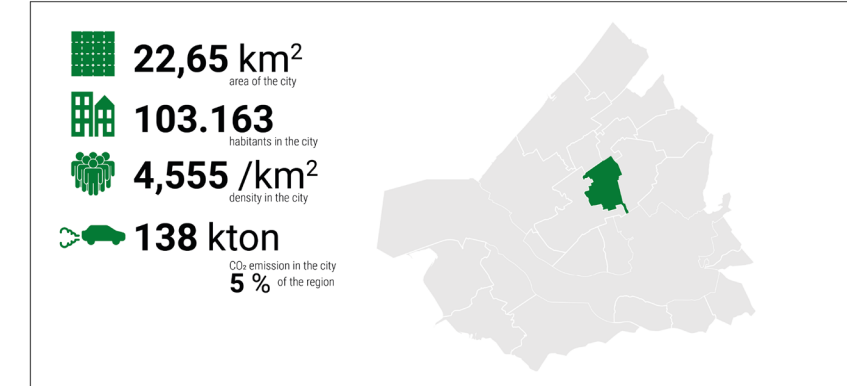 22,65 km²
area of the city
103.163
habitants in the city
4,555 /km²
density in the city
138 kton
CO₂ emission in the city
5 % of the region